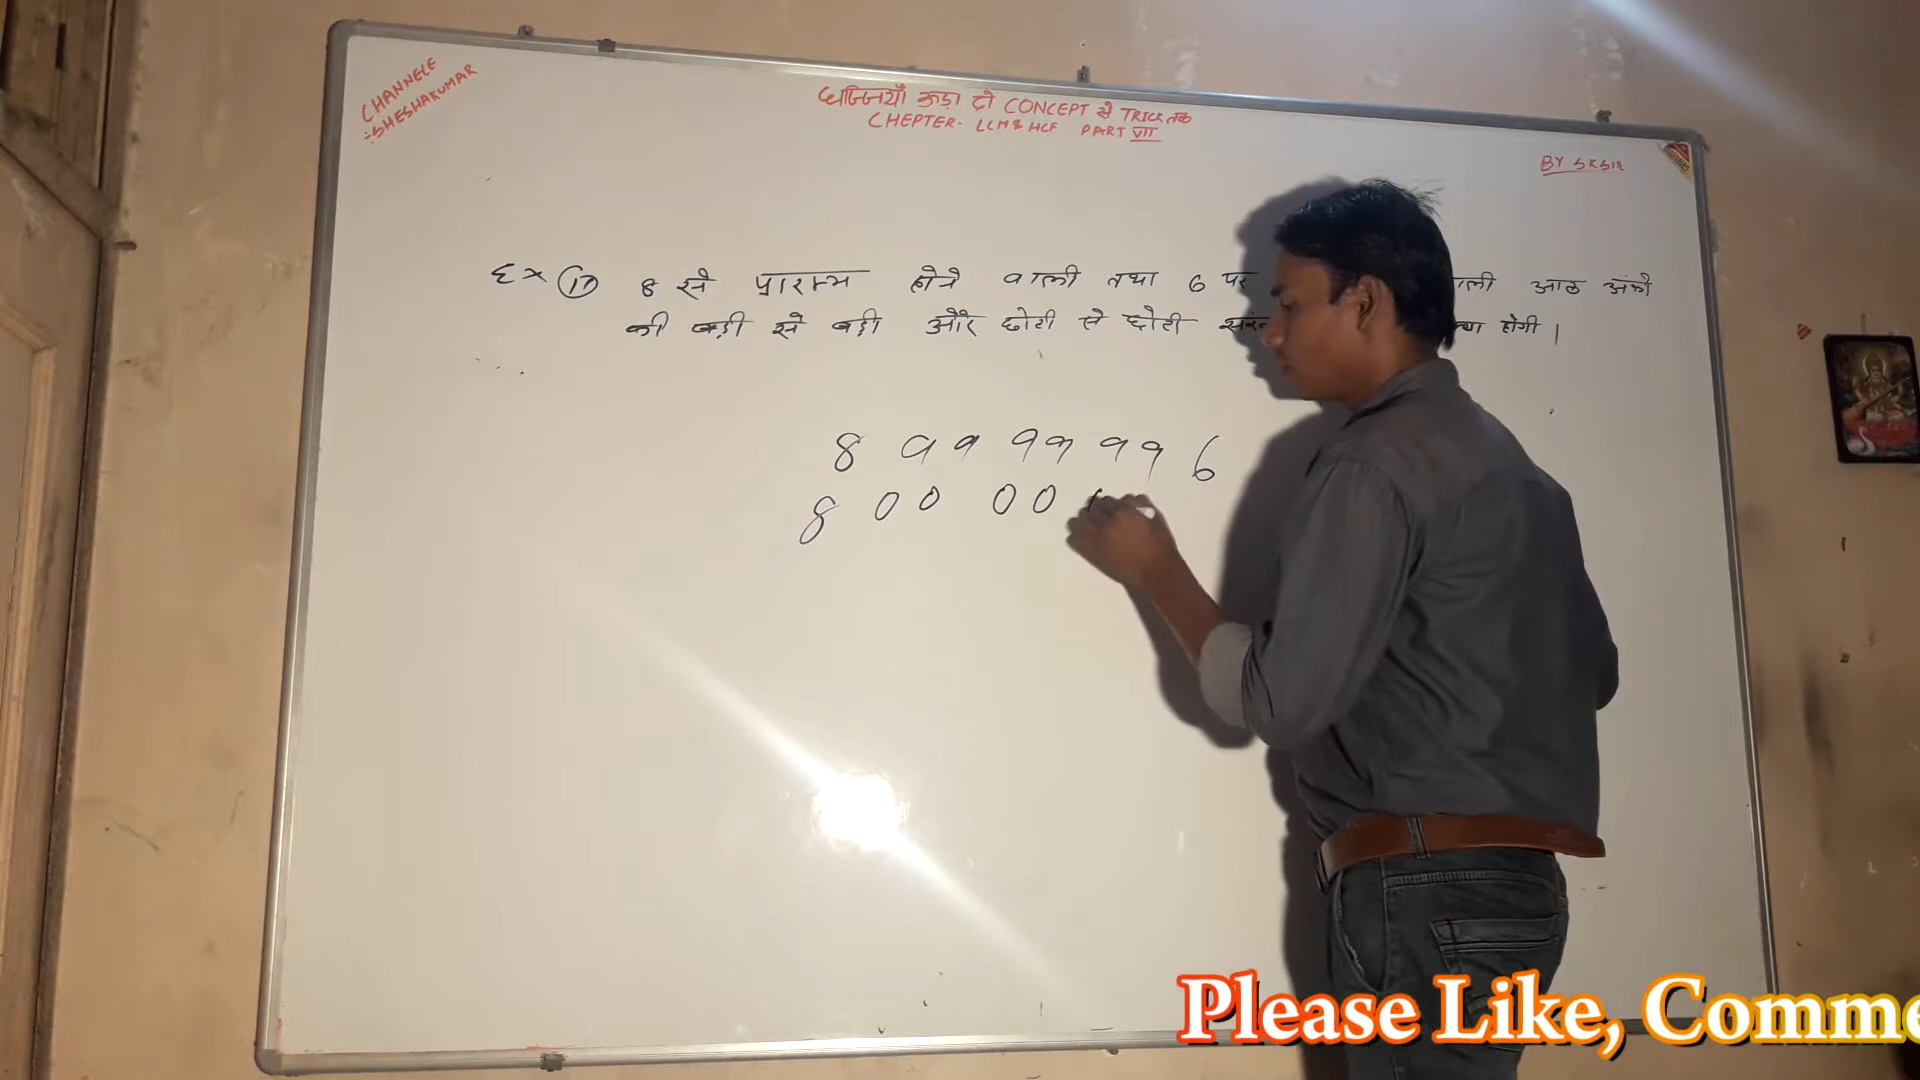 CHANNELE
:- SHESHAKUMAR
धज्जियाँ उड़ा दो CONCEPT से TRICK तक
CHEPTER- LCM & HCF PART VII
BY SKSIR
Ex 17 8 से प्रारम्भ होने वाली तथा 6 पर आठ अंको
की बड़ी से बड़ी और छोटी से छोटी होगी |
8 9 9 9 9 9 9 6
8 0 0 0 0
Please Like, Comme